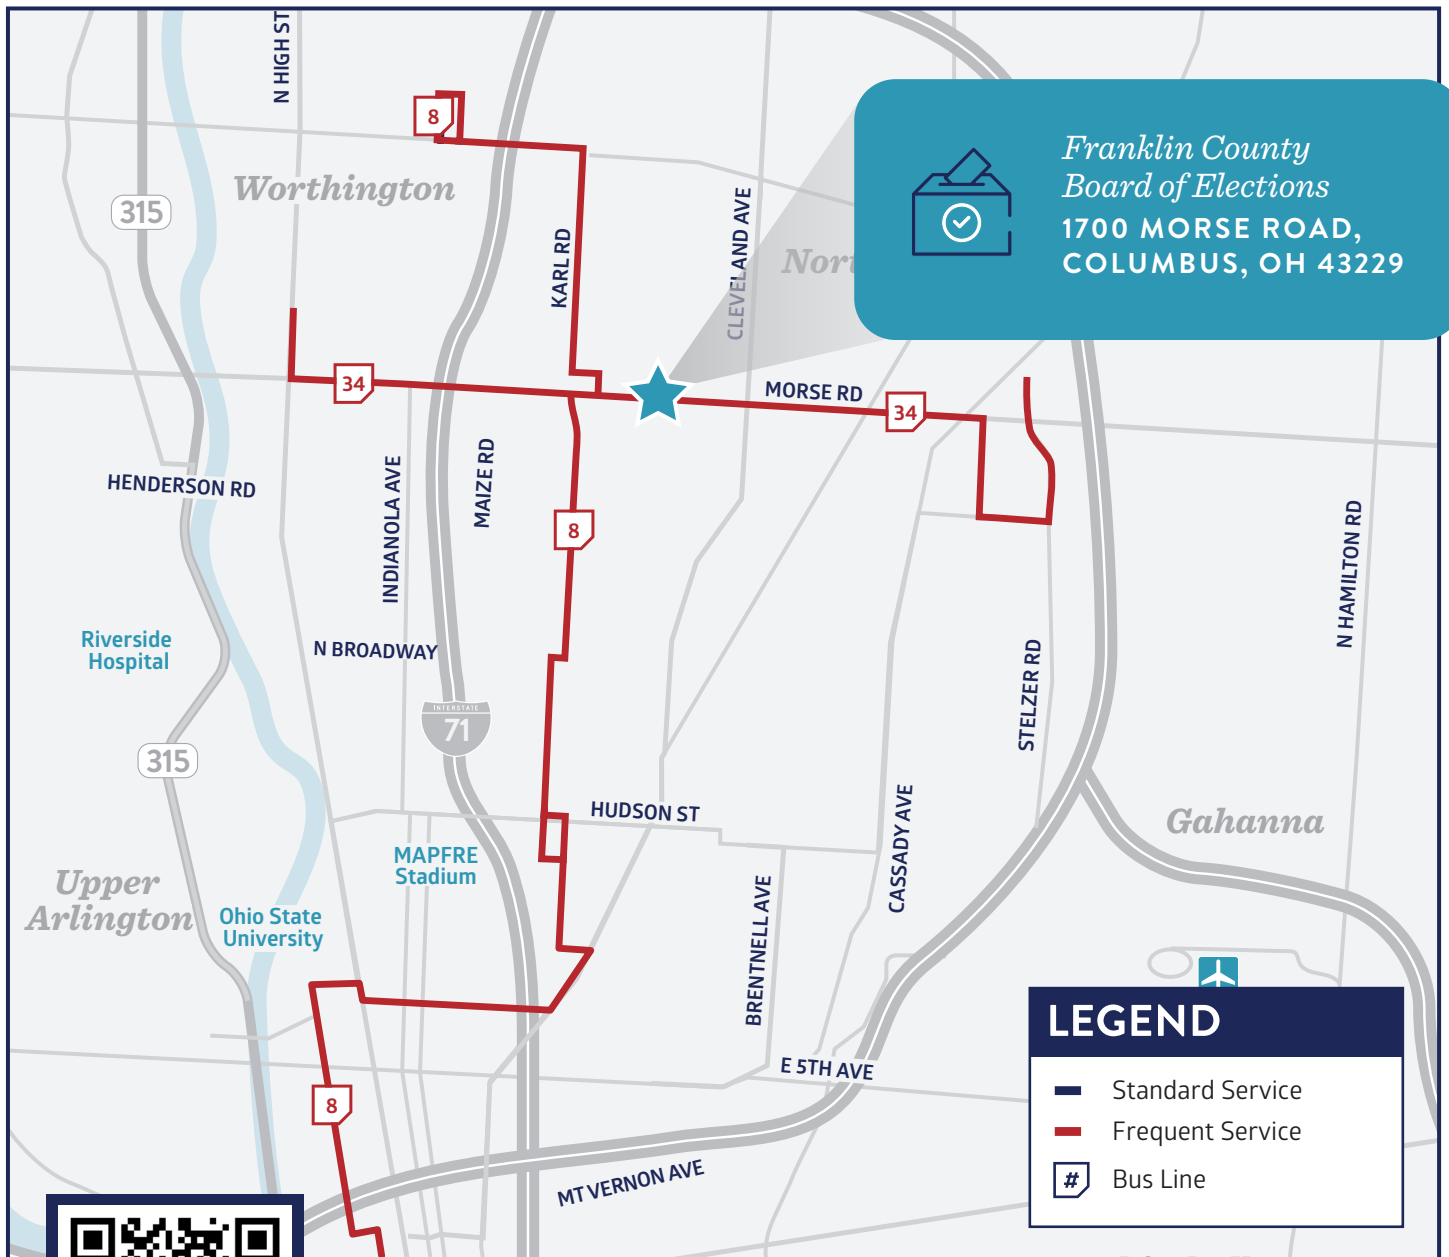 N HIGH ST
8
Franklin County
Board of Elections
1700 MORSE ROAD,
COLUMBUS, OH 43229
Worthington
315
KARL RD
CLEVELAND AVE
34
MORSE RD
34
HENDERSON RD
INDIANOLA AVE
MAIZE RD
8
N HAMILTON RD
Riverside
Hospital
N BROADWAY
STELZER RD
INTERSTATE
71
315
HUDSON ST
CASSADY AVE
Gahanna
MAPFRE
Stadium
Upper
Arlington
Ohio State
University
BRENTNELL AVE
LEGEND
E 5TH AVE
Standard Service
8
Frequent Service
# Bus Line
MT VERNON AVE